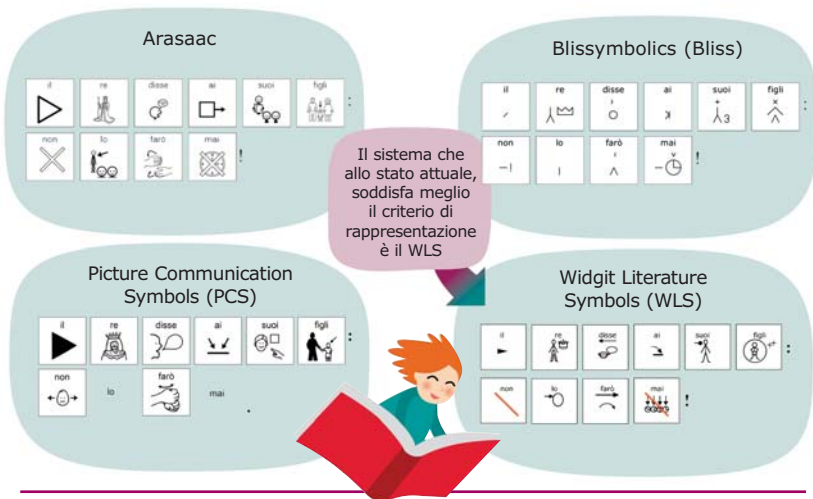 Arasaac
il re disse ai suoi figli :
non lo farò mai !
Blissymbolics (Bliss)
il re disse ai suoi figli :
non lo farò mai !
Il sistema che
allo stato attuale,
soddisfa meglio
il criterio di
rappresentazione
è il WLS
Picture Communication
Symbols (PCS)
il re disse ai suoi figli :
non lo farò mai .
Widgit Literature
Symbols (WLS)
il re disse ai suoi figli :
non lo farò mai !